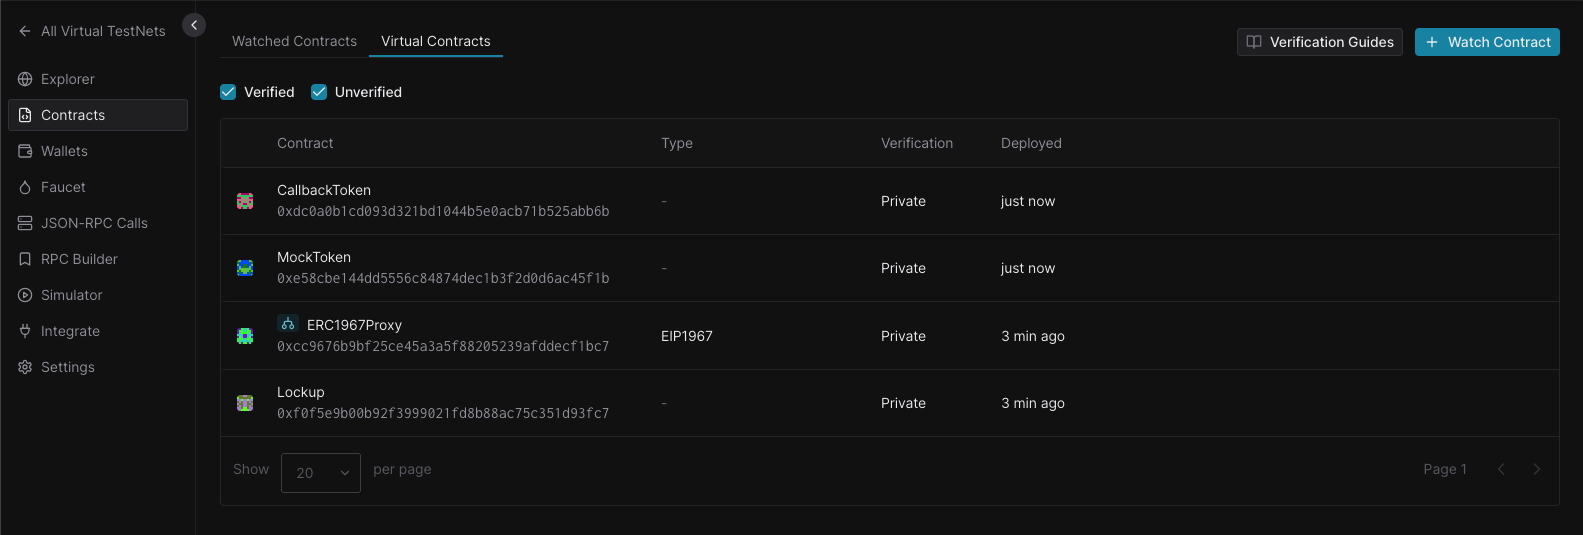 All Virtual TestNets
Explorer
Contracts
Wallets
Faucet
JSON-RPC Calls
RPC Builder
Simulator
Integrate
Settings
Watched Contracts
Virtual Contracts
Verification Guides
Watch Contract
Verified
Unverified
Contract Type Verification Deployed
CallbackToken
0xdc0a0b1cd093d321bd1044b5e0acb71b525abb6b
- Private just now
MockToken
0xe58cbe144dd5556c84874dec1b3f2d0d6ac45f1b
- Private just now
ERC1967Proxy
0xcc9676b9bf25ce45a3a5f88205239afddecf1bc7
EIP1967 Private 3 min ago
Lockup
0xf0f5e9b00b92f3999021fd8b88ac75c351d93fc7
- Private 3 min ago
Show 20 per page
Page 1